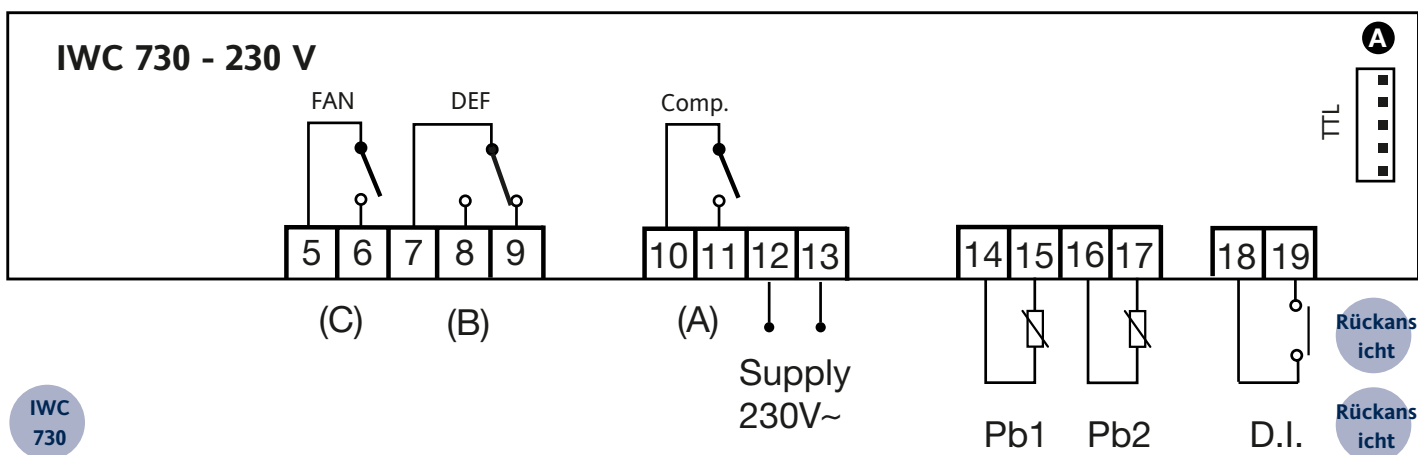 IWC 730 - 230 V
A
FAN
DEF
Comp.
TTL
5 6 7 8 9
10 11 12 13
14 15 16 17
18 19
(C)
(B)
(A)
Supply
230V~
Pb1
Pb2
D.I.
Rückans
icht
IWC
730
Rückans
icht